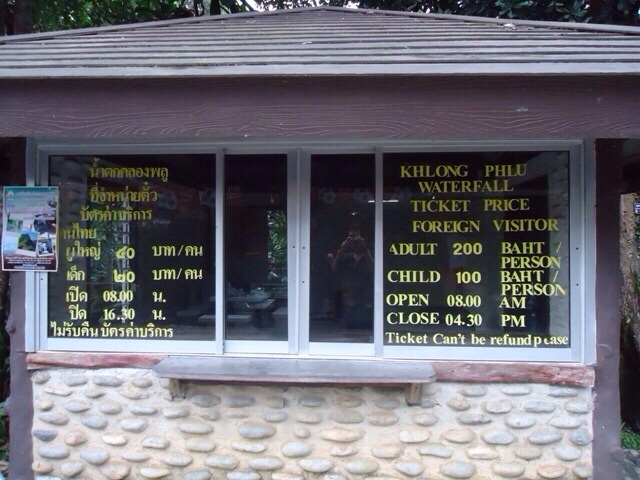 น้ำตกคลองพลู
ที่จำหน่ายตั๋ว
บัตรค่าบริการ
คนไทย
ผู้ใหญ่ ๔๐ บาท/คน
เด็ก ๒๐ บาท/คน
เปิด 08.00 น.
ปิด 16.30 น.
ไม่รับคืนบัตรค่าบริการ
KHLONG PHLU
WATERFALL
TICKET PRICE
FOREIGN VISITOR
ADULT 200 BAHT /
PERSON
CHILD 100 BAHT /
PERSON
OPEN 08.00 AM
CLOSE 04.30 PM
Ticket Can't be refund please